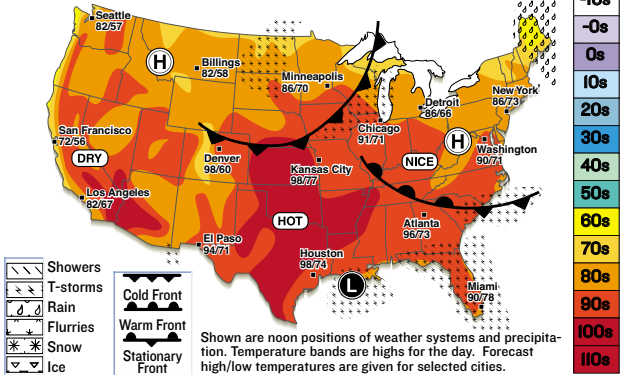 Seattle
82/57
H
Billings
82/58
Minneapolis
86/70
Detroit
86/66
New York
86/73
San Francisco
72/56
DRY
Denver
98/60
Kansas City
98/77
Chicago
91/71
NICE
H
Washington
90/71
Los Angeles
82/67
HOT
Atlanta
96/73
El Paso
94/71
Houston
98/74
L
Miami
90/78
Showers
T-storms
Rain
Flurries
Snow
Ice
Cold Front
Warm Front
Stationary
Front
Shown are noon positions of weather systems and precipita-
tion. Temperature bands are highs for the day. Forecast
high/low temperatures are given for selected cities.
-10s
-0s
0s
10s
20s
30s
40s
50s
60s
70s
80s
90s
100s
110s